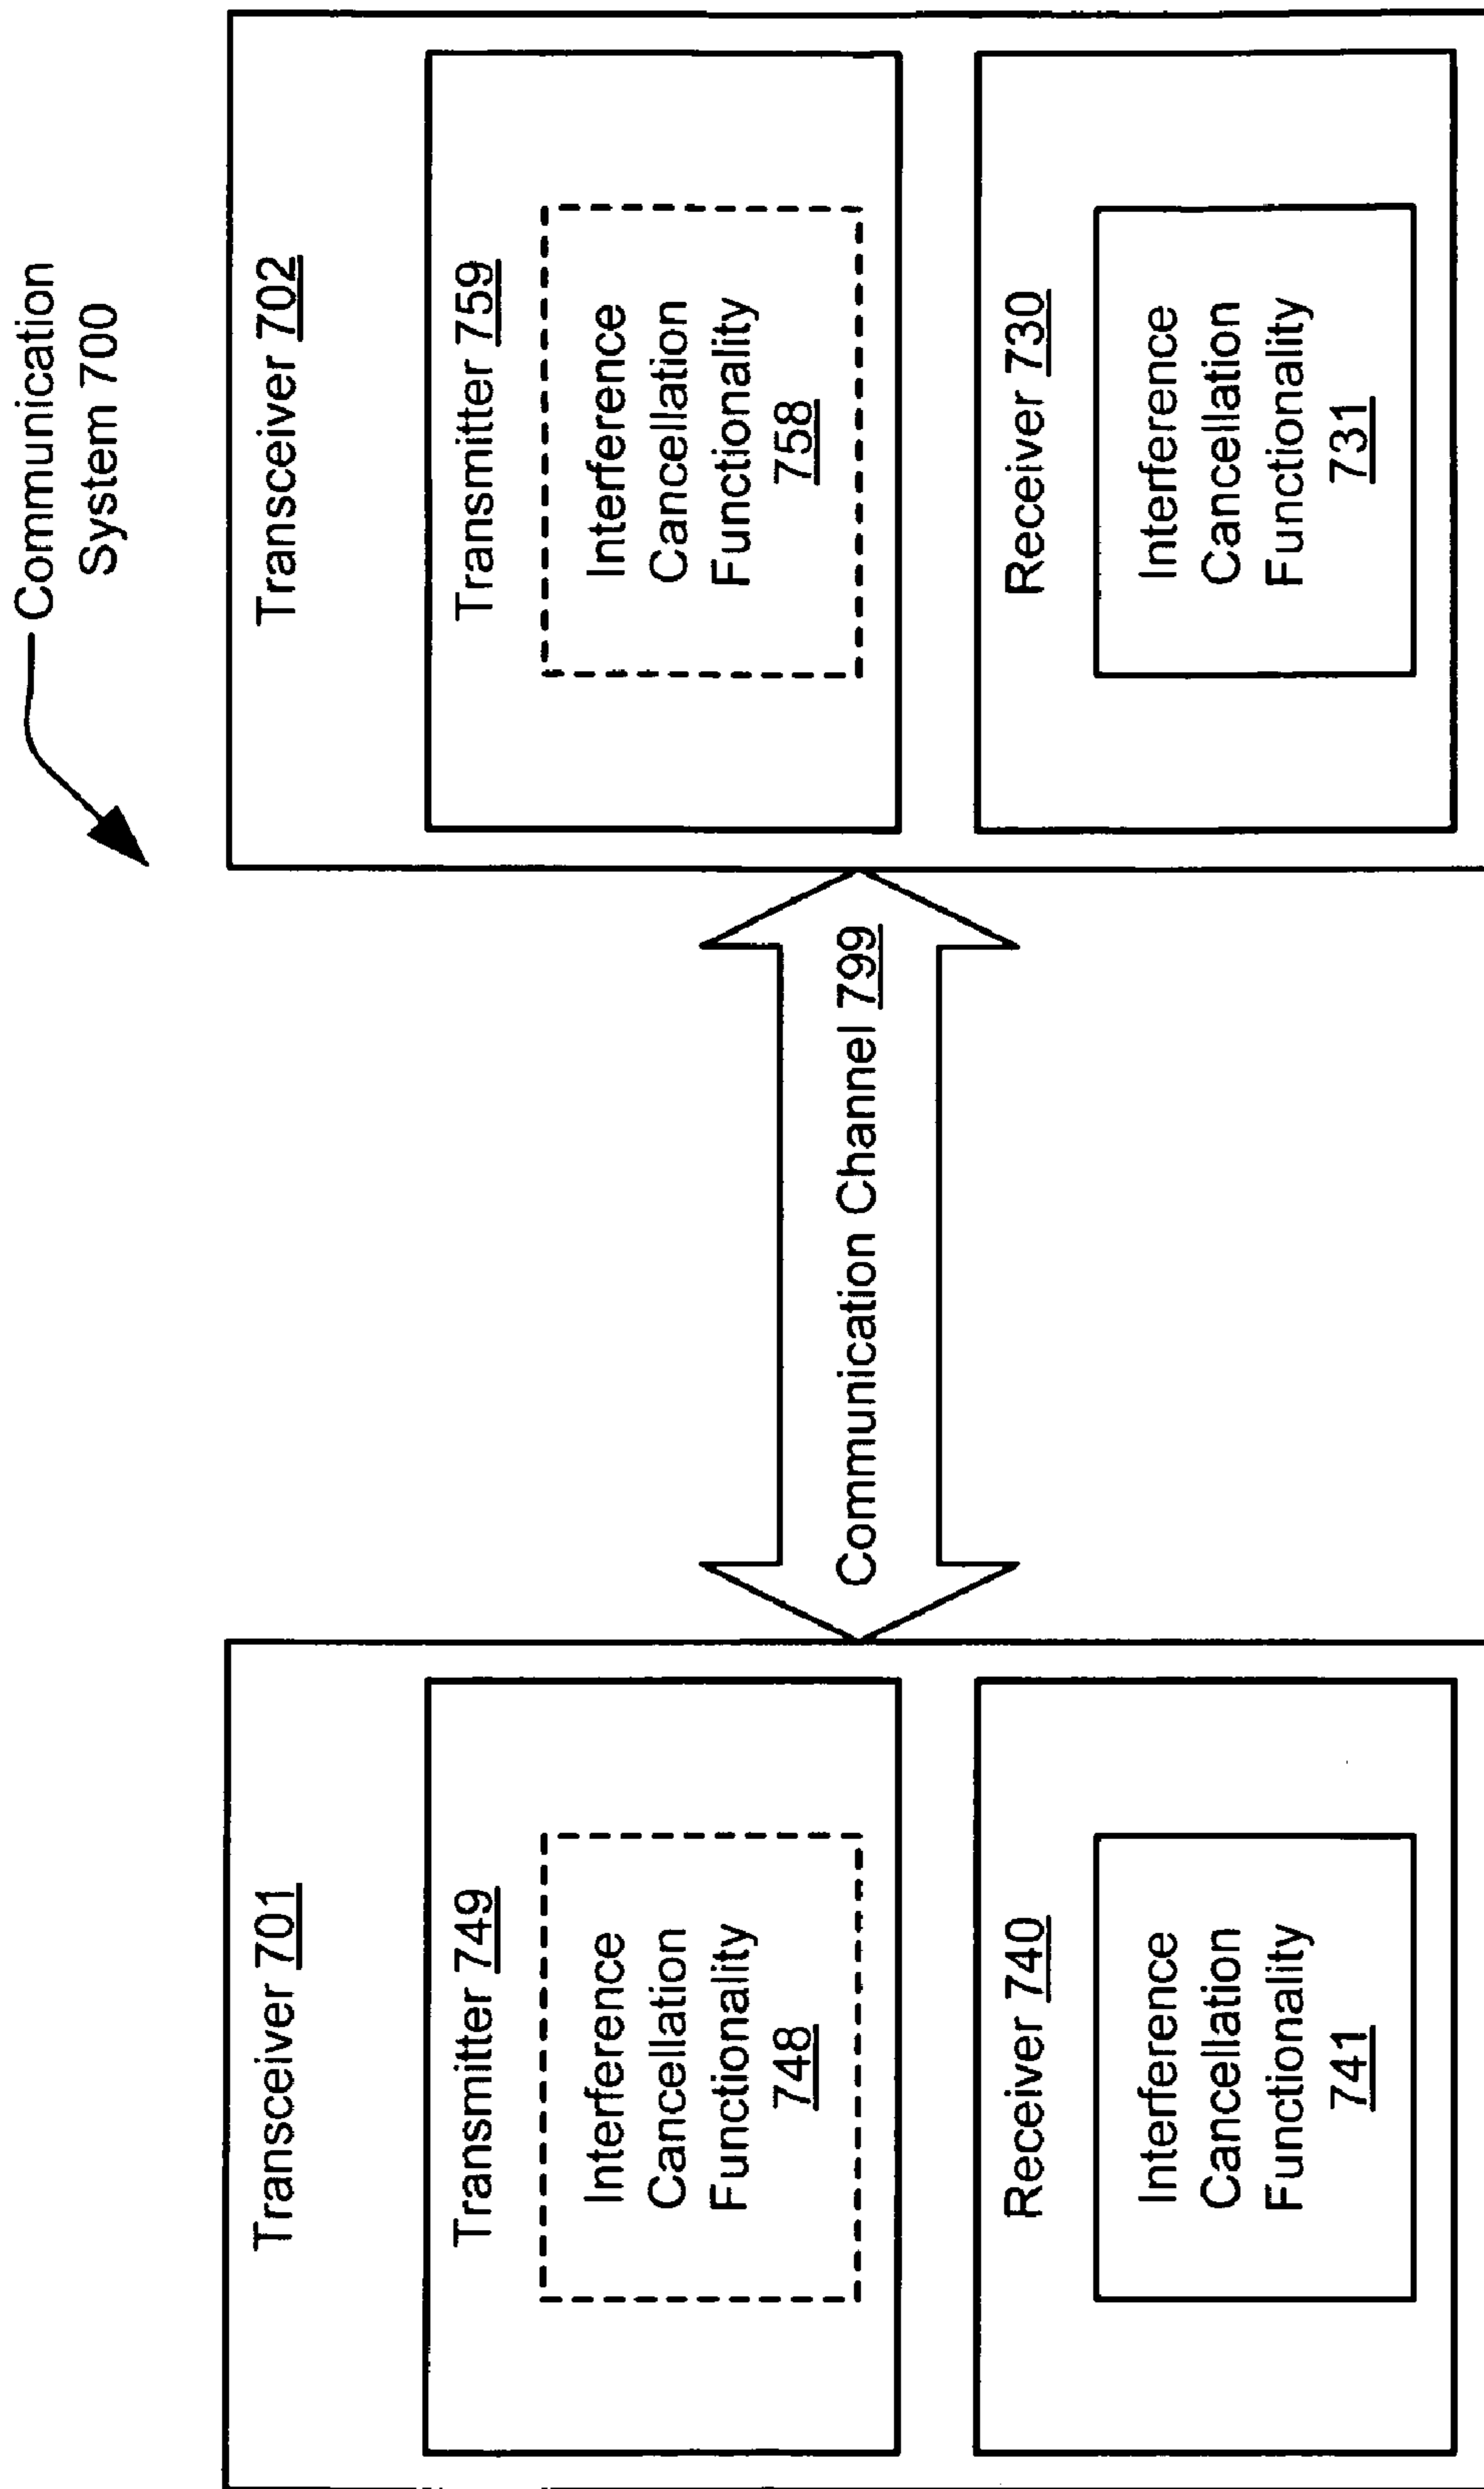 Communication
System 700
Transceiver 701
Transmitter 749
Interference
Cancellation
Functionality
748
Receiver 740
Interference
Cancellation
Functionality
741
Communication Channel 799
Transceiver 702
Transmitter 759
Interference
Cancellation
Functionality
758
Receiver 730
Interference
Cancellation
Functionality
731